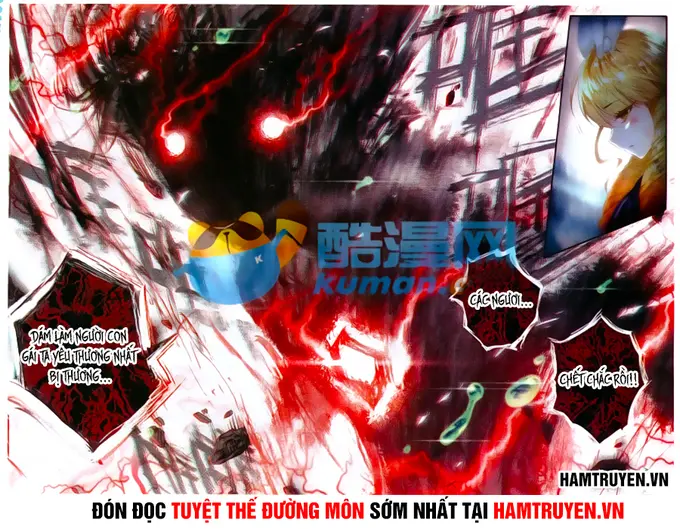 酷漫网
kuman.c
CÁC NGƯƠI...
DÁM LÀM NGƯỜI CON
GÁI TA YÊU THƯƠNG NHẤT
BỊ THƯƠNG...
CHẾT CHẮC RỒI!!
HAMTRUYEN.VN
ĐÓN ĐỌC TUYỆT THẾ ĐƯỜNG MÔN SỚM NHẤT TẠI HAMTRUYEN.VN